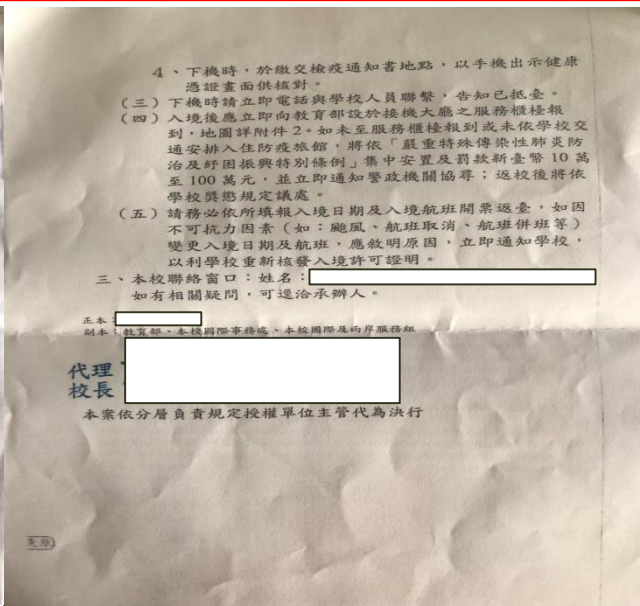 4、下機時，於繳交檢疫通知書地點，以手機出示健康
憑證畫面供核對。
（三）下機時請立即電話與學校人員聯繫，告知已抵臺。
（四）入境後應立即向教育部設於接機大廳之服務櫃檯報
到，地圖詳附件 2。如未至服務櫃檯報到或未依學校交
通安排入住防疫旅館，將依「嚴重特殊傳染性肺炎防
治及紓困振興特別條例」集中安置及罰款新臺幣 10 萬
至 100 萬元，並立即通知警政機關協尋；返校後將依
學校獎懲規定議處。
（五）請務必依所填報入境日期及入境航班開票返臺，如因
不可抗力因素（如：颱風、航班取消、航班併班等）
變更入境日期及航班，應敘明原因，立即通知學校，
以利學校重新核發入境許可證明。
三、本校聯絡窗口：姓名：
如有相關疑問，可逕洽承辦人。
正本：
副本：教育部、本校國際事務處、本校國際及兩岸服務組
代理
校長
本案依分層負責規定授權單位主管代為決行